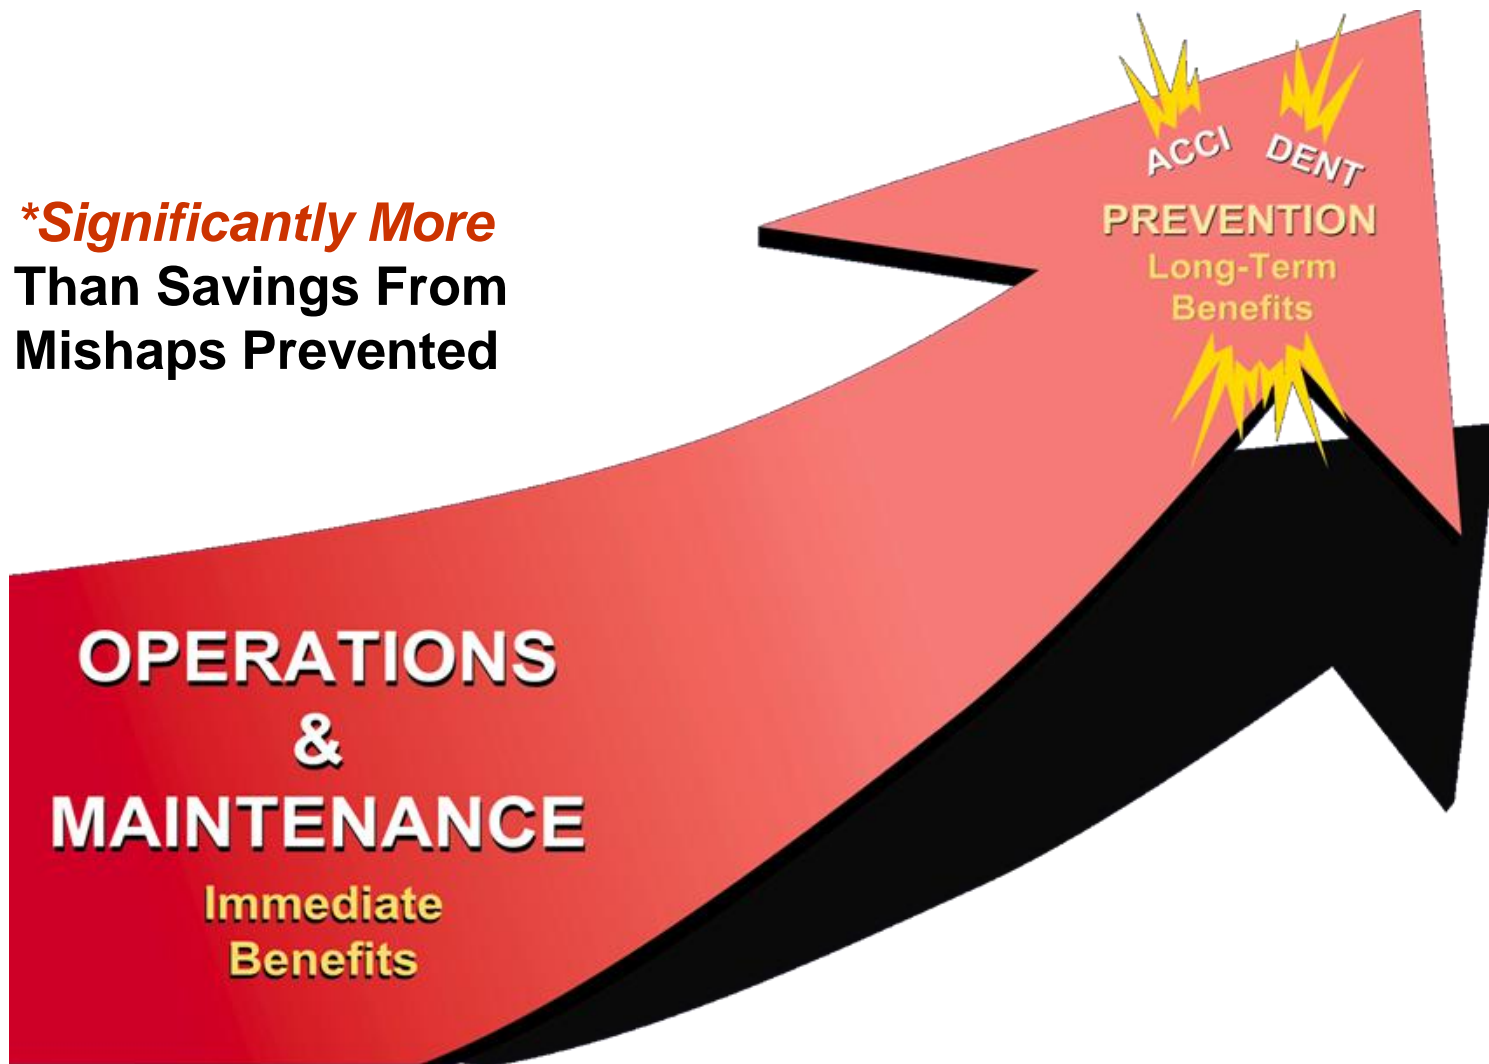 *Significantly More
Than Savings From
Mishaps Prevented
ACCI DENT
PREVENTION
Long-Term
Benefits
OPERATIONS
&
MAINTENANCE
Immediate
Benefits